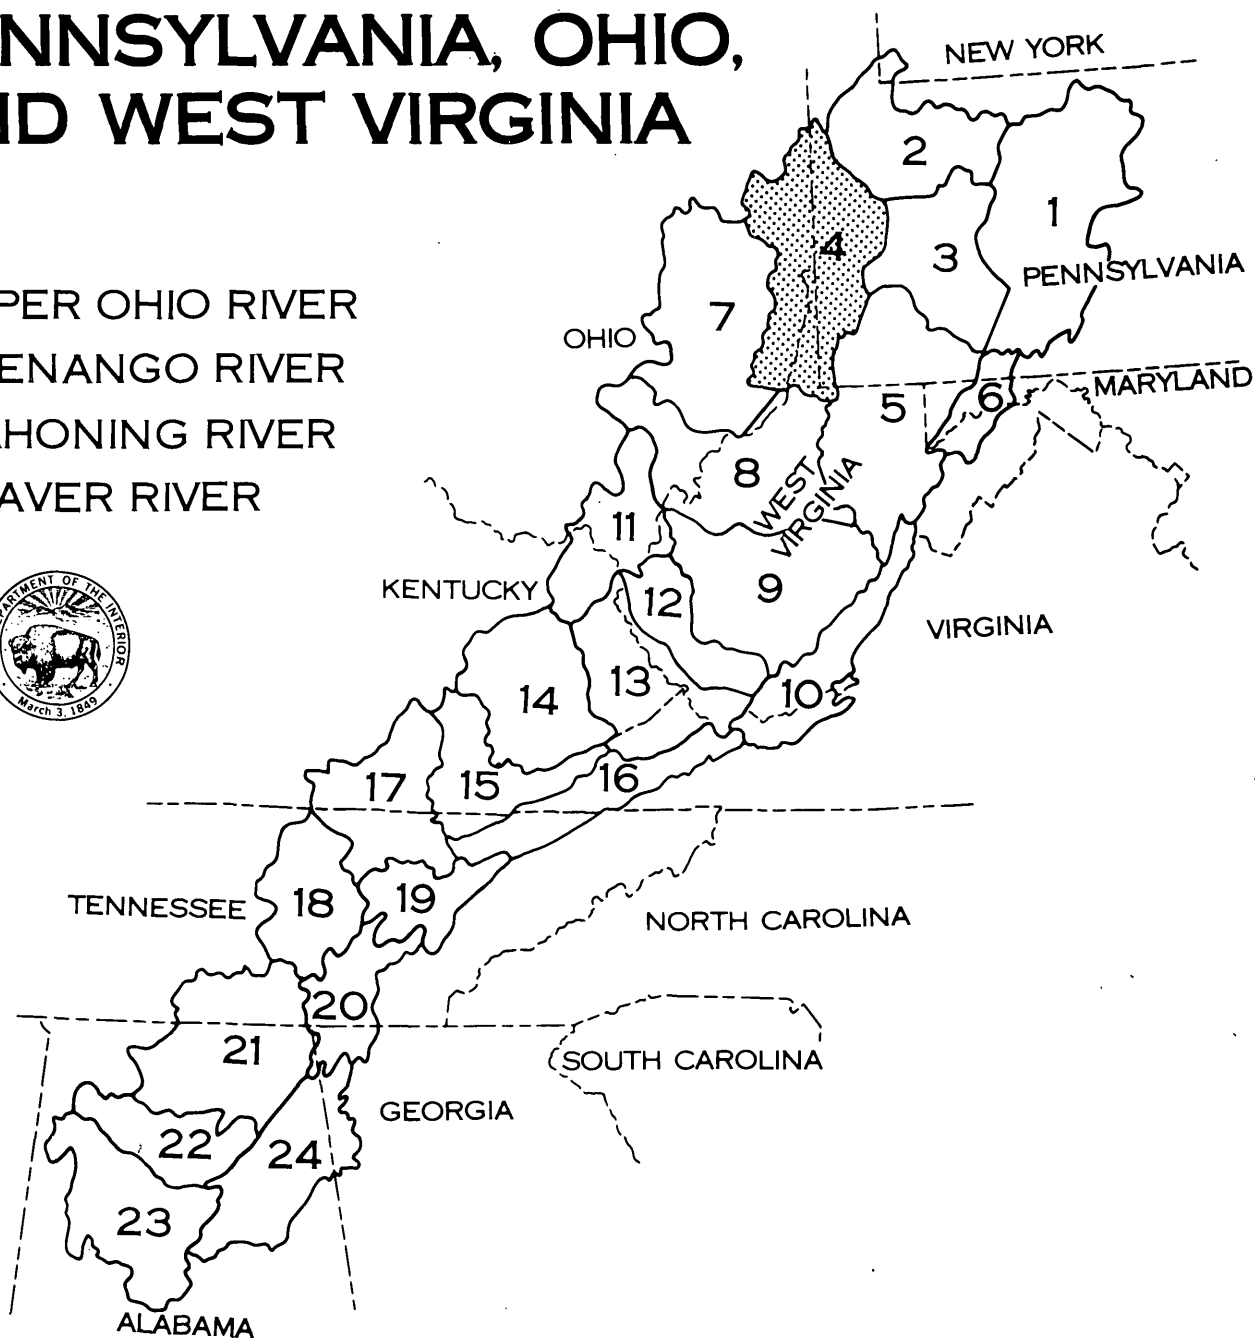 NNSYLVANIA, OHIO,
ND WEST VIRGINIA
PER OHIO RIVER
ENANGO RIVER
AHONING RIVER
AVER RIVER
PARTMENT OF THE INTERIOR
March 3, 1849
NEW YORK
2
1
4
3
PENNSYLVANIA
7
OHIO
MARYLAND
6
5
8
WEST
VIRGINIA
11
KENTUCKY
12
9
VIRGINIA
13
10
14
16
17
15
TENNESSEE
18
19
NORTH CAROLINA
20
21
SOUTH CAROLINA
GEORGIA
22
24
23
ALABAMA